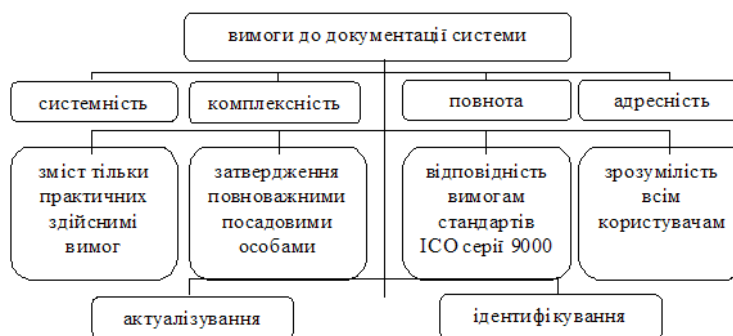 вимоги до документації системи
системність
комплексність
повнота
адресність
зміст тільки
практичних
здійснимі
вимог
затвердження
повноважними
посадовими
особами
відповідність
вимогам
стандартів
ІСО серії 9000
зрозумілість
всім
користувачам
актуалізування
ідентифікування